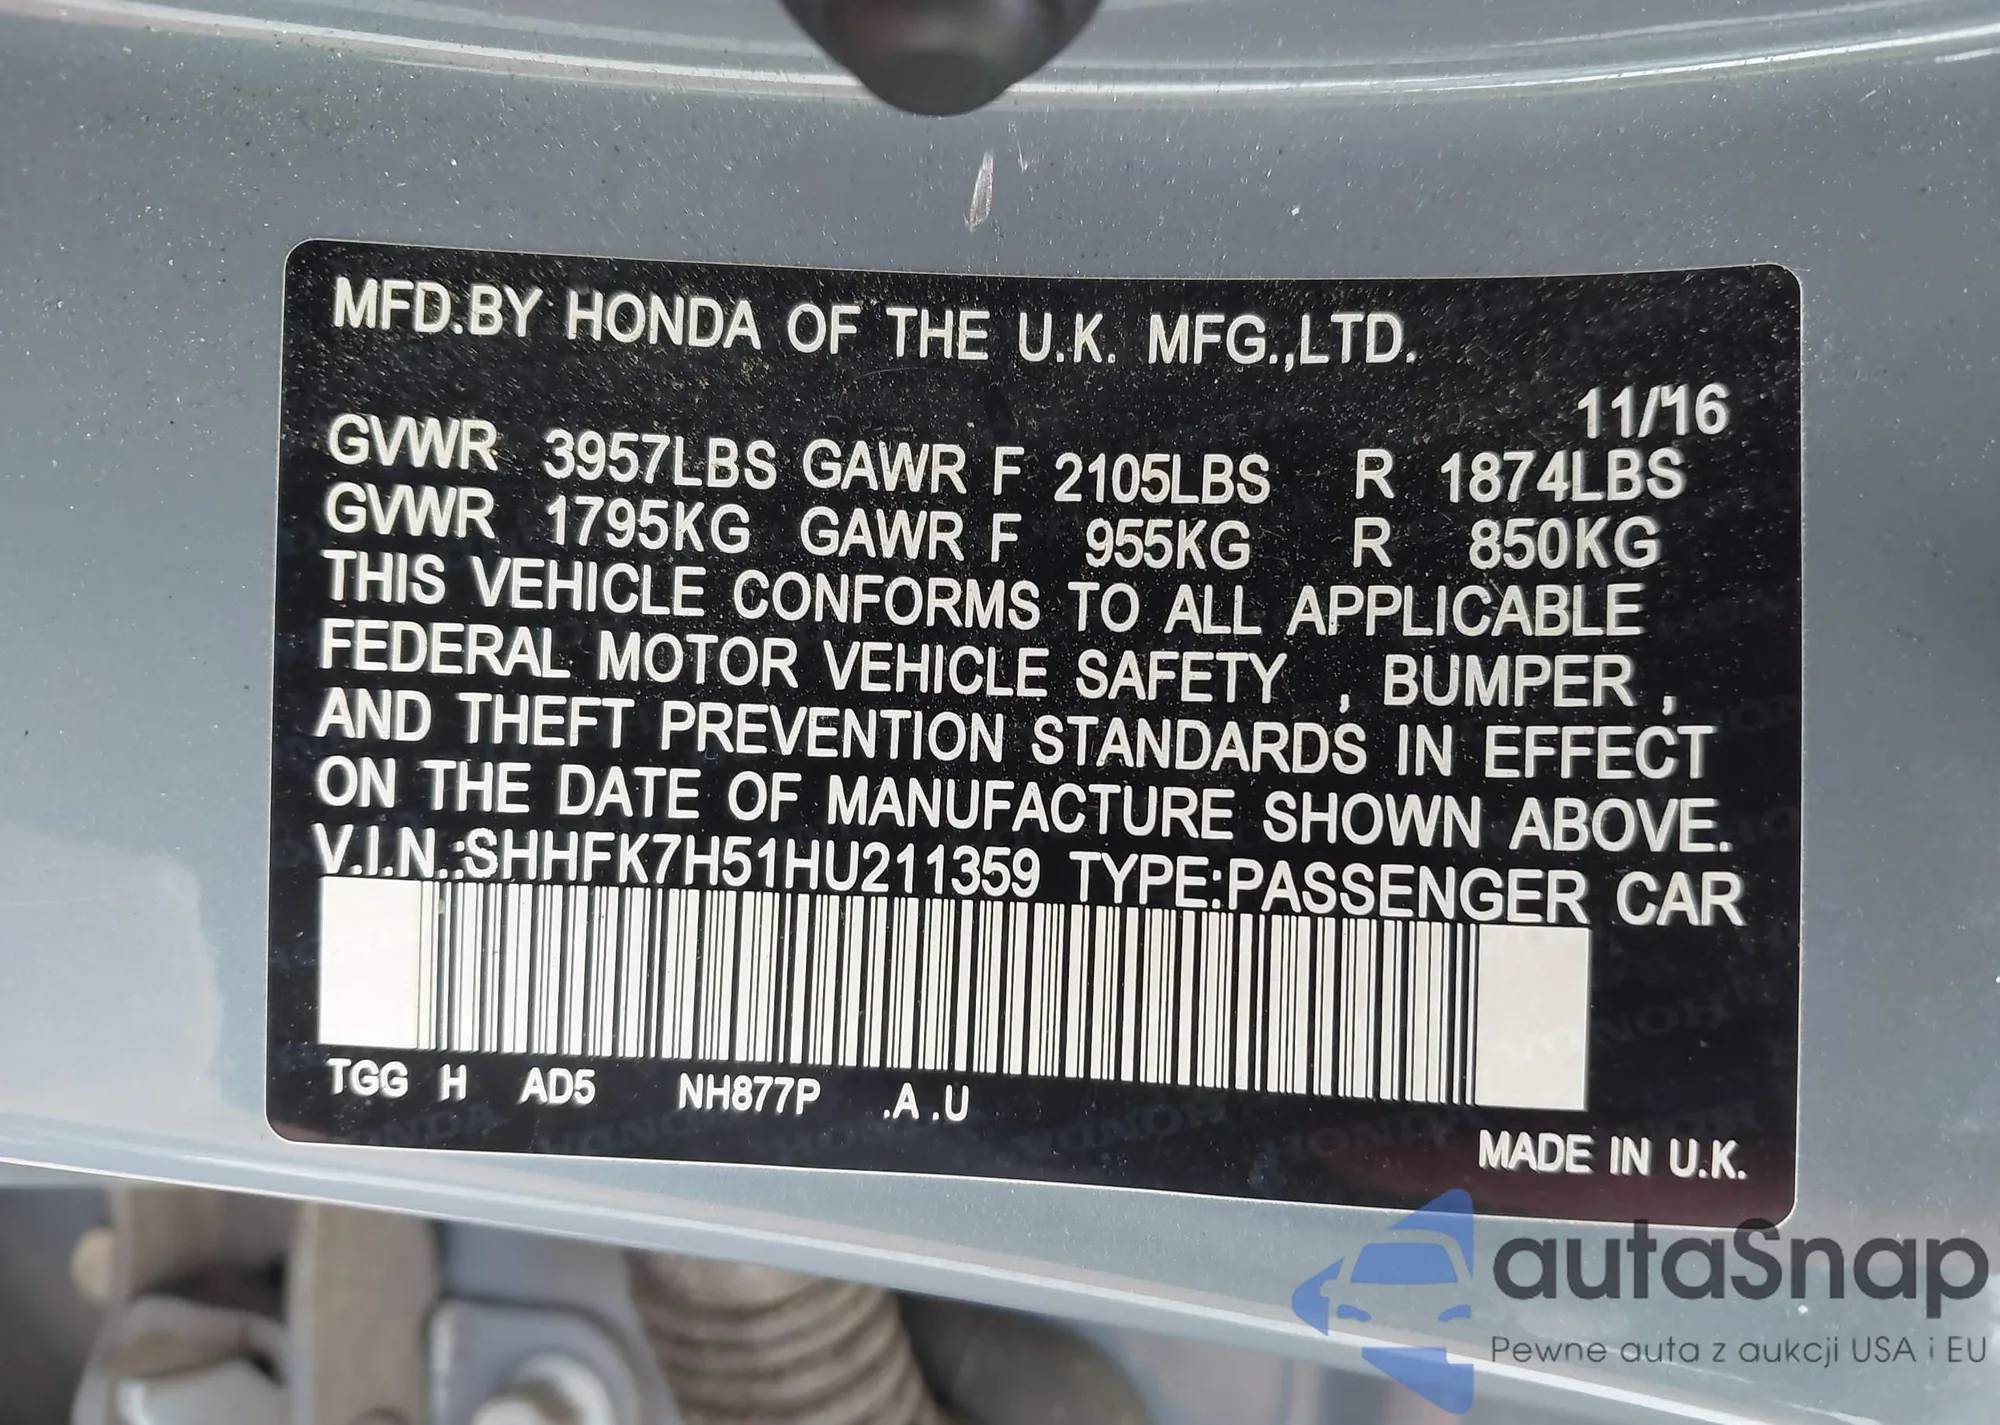 MFD.BY HONDA OF THE U.K. MFG.,LTD.
11/16
GVWR 3957LBS GAWR F 2105LBS R 1874LBS
GVWR 1795KG GAWR F 955KG R 850KG
THIS VEHICLE CONFORMS TO ALL APPLICABLE
FEDERAL MOTOR VEHICLE SAFETY , BUMPER ,
AND THEFT PREVENTION STANDARDS IN EFFECT
ON THE DATE OF MANUFACTURE SHOWN ABOVE.
V.I.N.:SHHFK7H51HU211359 TYPE:PASSENGER CAR
TGG H AD5 NH877P .A .U
MADE IN U.K.
autaSnap
Pewne auta z aukcji USA i EU